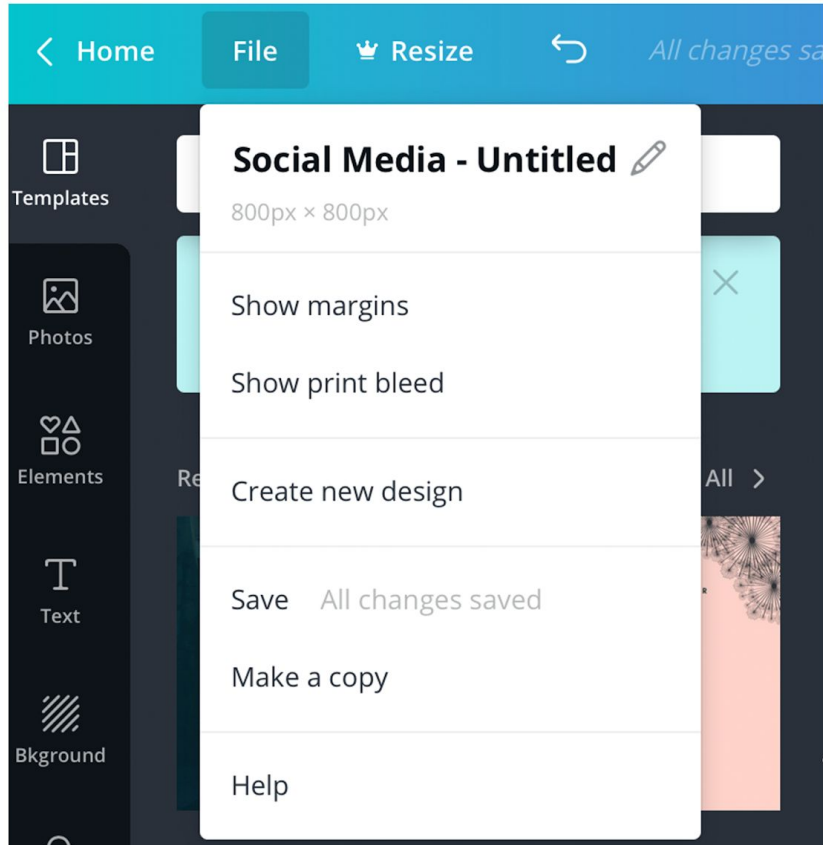 Home File Resize All changes sa
Templates
Social Media - Untitled
800px × 800px
Photos
Show margins
Show print bleed
Elements
Re
All
Create new design
Text
Save All changes saved
Make a copy
Bkground
Help